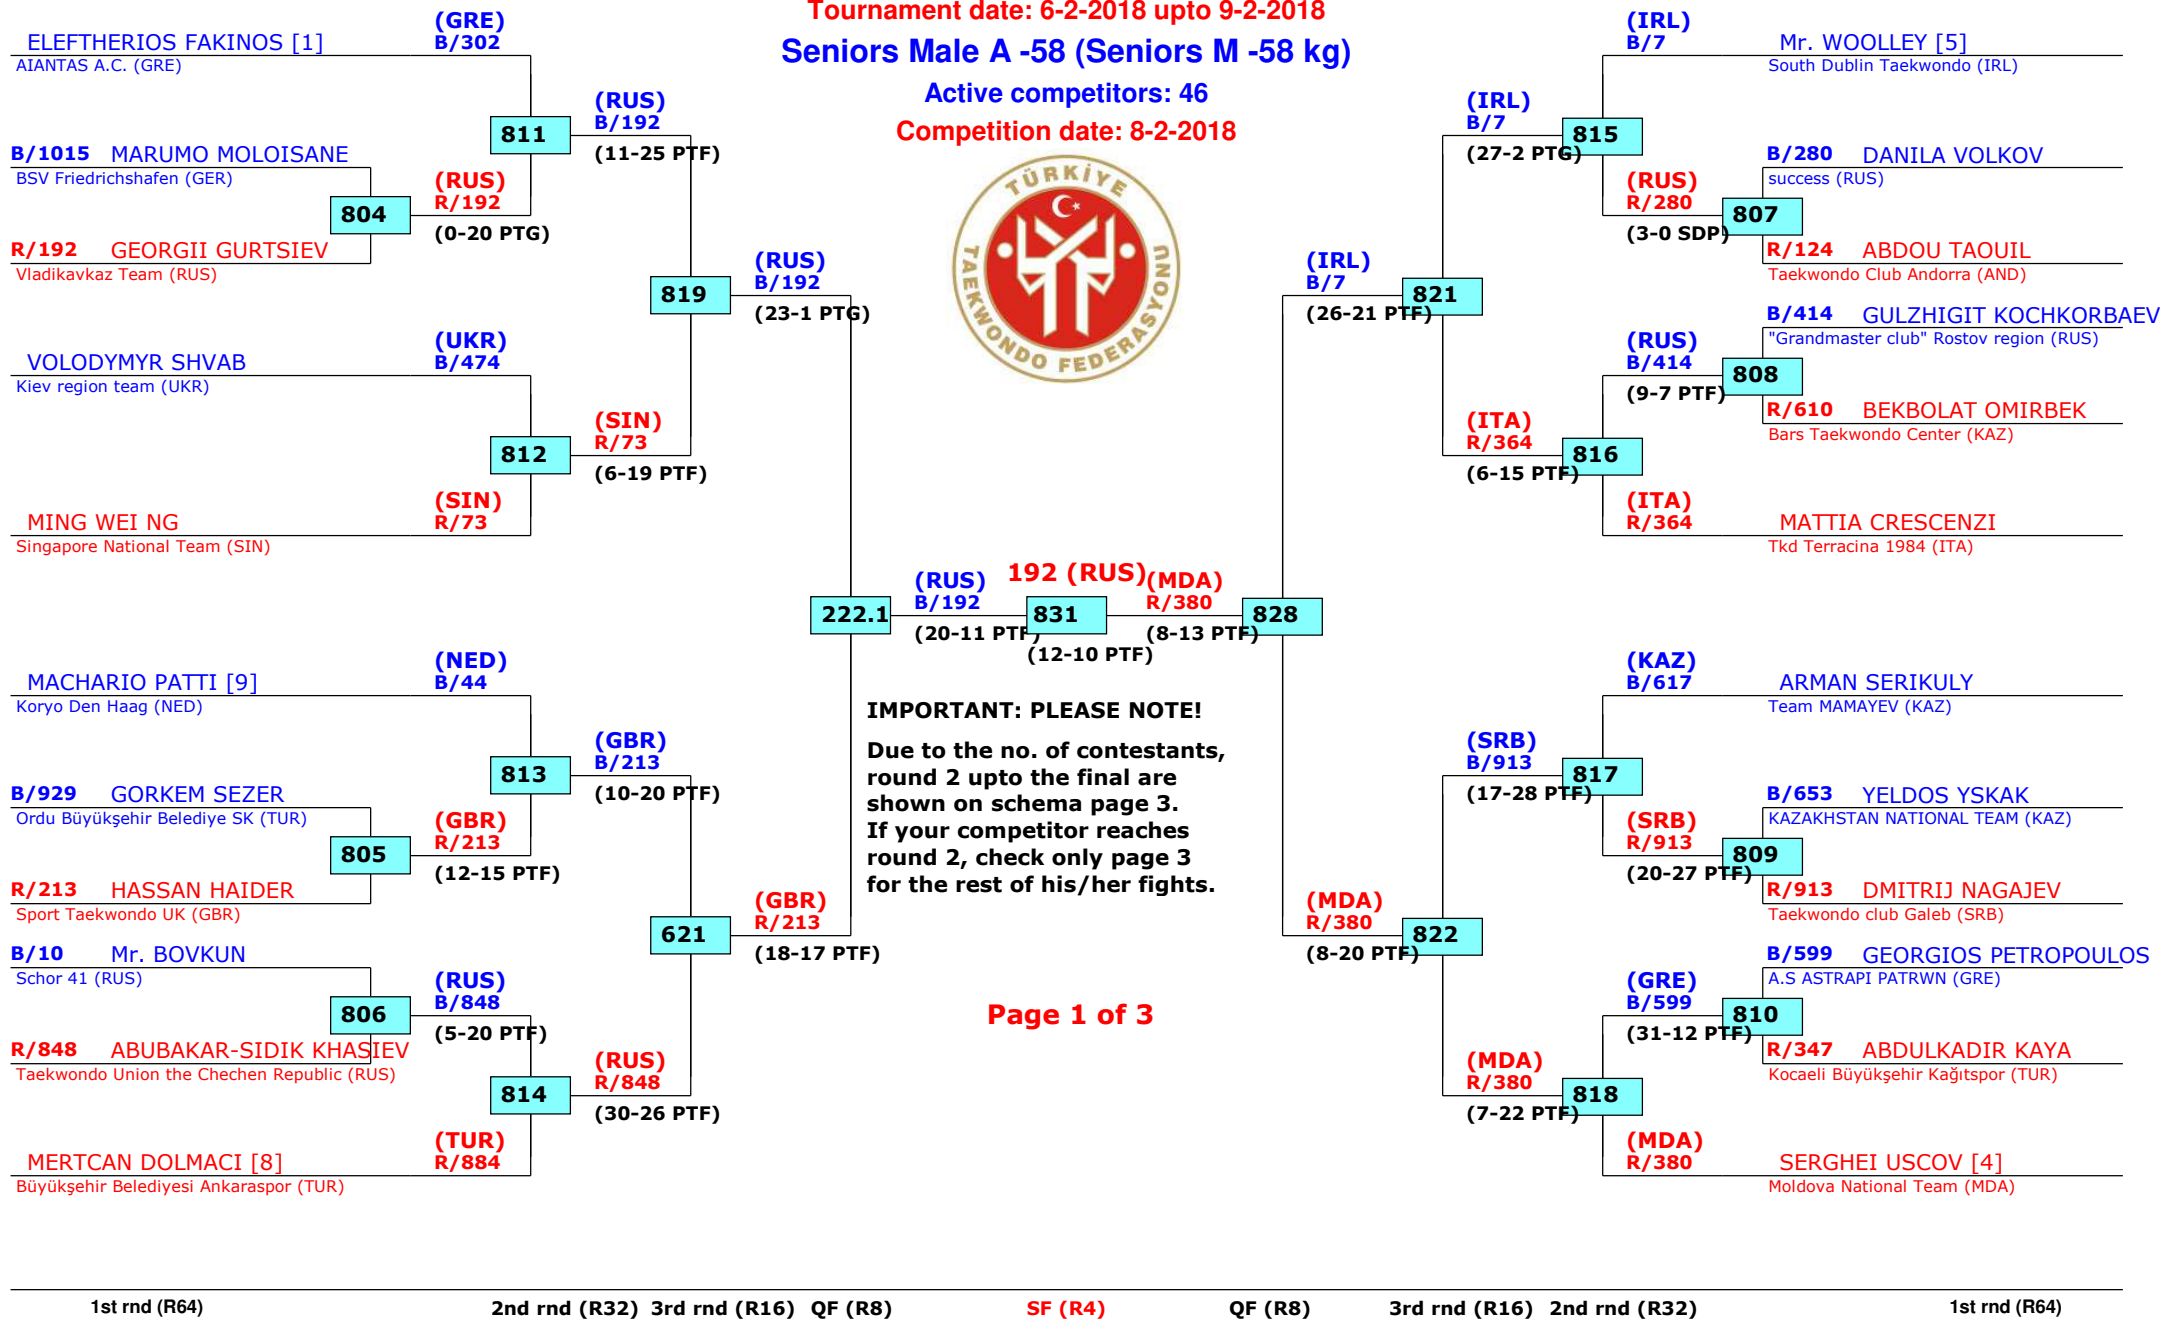 Tournament date: 6-2-2018 upto 9-2-2018
Seniors Male A -58 (Seniors M -58 kg)
Active competitors: 46
Competition date: 8-2-2018
TÜRKİYE
TAEKWONDO FEDERASYONU
(GRE)
ELEFTHERIOS FAKINOS [1] B/302
AIANTAS A.C. (GRE)
(RUS)
811 B/192
(11-25 PTF)
B/1015 MARUMO MOLOISANE
BSV Friedrichshafen (GER)
(RUS)
804 R/192
(0-20 PTG)
R/192 GEORGII GURTSIEV
Vladikavkaz Team (RUS)
(RUS)
819 B/192
(23-1 PTG)
(UKR)
VOLODYMYR SHVAB B/474
Kiev region team (UKR)
(SIN)
812 R/73
(6-19 PTF)
(SIN)
MING WEI NG R/73
Singapore National Team (SIN)
(RUS)
222.1 B/192
(20-11 PTF)
192 (RUS)
831
(12-10 PTF)
(MDA)
R/380 828
(8-13 PTF)
(NED)
MACHARIO PATTI [9] B/44
Koryo Den Haag (NED)
(GBR)
813 B/213
(10-20 PTF)
B/929 GORKEM SEZER
Ordu Büyükşehir Belediye SK (TUR)
(GBR)
805 R/213
(12-15 PTF)
R/213 HASSAN HAIDER
Sport Taekwondo UK (GBR)
(GBR)
621 R/213
(18-17 PTF)
B/10 Mr. BOVKUN
Schor 41 (RUS)
(RUS)
806 B/848
(5-20 PTF)
R/848 ABUBAKAR-SIDIK KHASIEV
Taekwondo Union the Chechen Republic (RUS)
(RUS)
814 R/848
(30-26 PTF)
(TUR)
MERTCAN DOLMACI [8] R/884
Büyükşehir Belediyesi Ankaraspor (TUR)
IMPORTANT: PLEASE NOTE!
Due to the no. of contestants,
round 2 upto the final are
shown on schema page 3.
If your competitor reaches
round 2, check only page 3
for the rest of his/her fights.
Page 1 of 3
(IRL)
B/7 Mr. WOOLLEY [5]
South Dublin Taekwondo (IRL)
(IRL)
B/7 815
(27-2 PTG)
B/280 DANILA VOLKOV
success (RUS)
(RUS)
R/280 807
(3-0 SDP)
R/124 ABDOU TAOUIL
Taekwondo Club Andorra (AND)
(IRL)
B/7 821
(26-21 PTF)
B/414 GULZHIGIT KOCHKORBAEV
"Grandmaster club" Rostov region (RUS)
(RUS)
B/414 808
(9-7 PTF)
R/610 BEKBOLAT OMIRBEK
Bars Taekwondo Center (KAZ)
(ITA)
R/364 816
(6-15 PTF)
(ITA)
R/364 MATTIA CRESCENZI
Tkd Terracina 1984 (ITA)
(KAZ)
B/617 ARMAN SERIKULY
Team MAMAYEV (KAZ)
(SRB)
B/913 817
(17-28 PTF)
B/653 YELDOS YSKAK
KAZAKHSTAN NATIONAL TEAM (KAZ)
(SRB)
R/913 809
(20-27 PTF)
R/913 DMITRIJ NAGAJEV
Taekwondo club Galeb (SRB)
(MDA)
R/380 822
(8-20 PTF)
B/599 GEORGIOS PETROPOULOS
A.S ASTRAPI PATRWN (GRE)
(GRE)
B/599 810
(31-12 PTF)
R/347 ABDULKADIR KAYA
Kocaeli Büyükşehir Kağıtspor (TUR)
(MDA)
R/380 818
(7-22 PTF)
(MDA)
R/380 SERGHEI USCOV [4]
Moldova National Team (MDA)
1st rnd (R64) 2nd rnd (R32) 3rd rnd (R16) QF (R8) SF (R4) QF (R8) 3rd rnd (R16) 2nd rnd (R32) 1st rnd (R64)